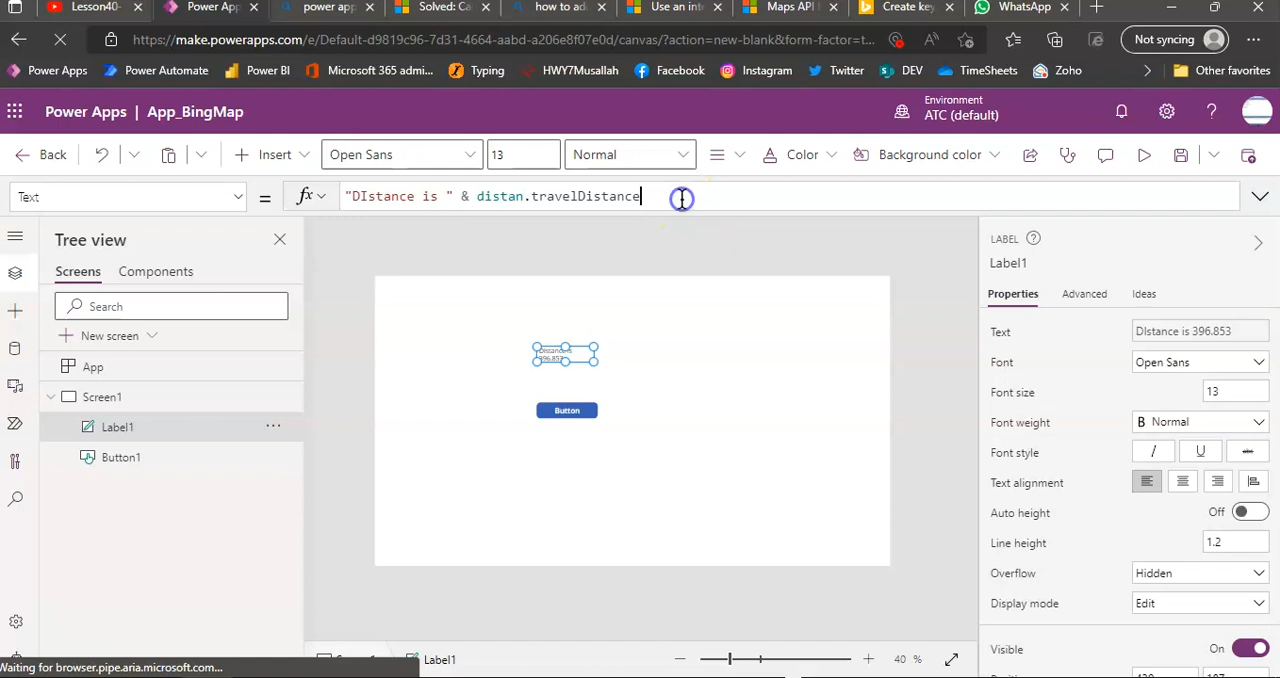 Lesson40-
Power App
power app
Solved: Ca
how to ad
Use an inte
Maps API
Create key
WhatsApp
https://make.powerapps.com/e/Default-d9819c96-7d31-4664-aabd-a206e8f07e0d/canvas/?action=new-blank&form-factor=t...
Not syncing
Power Apps
Power Automate
Power BI
Microsoft 365 admi...
Typing
HWY7Musallah
Facebook
Instagram
Twitter
DEV
TimeSheets
Zoho
Other favorites
Power Apps | App_BingMap
Environment
ATC (default)
Back
Insert
Open Sans
13
Normal
Color
Background color
Text
= fx "DIstance is " & distan.travelDistance
Tree view
Screens
Components
Search
New screen
App
Screen1
Label1
Button1
DIstance is
396.853
Button
LABEL
Label1
Properties
Advanced
Ideas
Text
DIstance is 396.853
Font
Open Sans
Font size
13
Font weight
B Normal
Font style
Text alignment
Auto height
Off
Line height
1.2
Overflow
Hidden
Display mode
Edit
Visible
On
Waiting for browser.pipe.aria.microsoft.com...
Label1
40 %